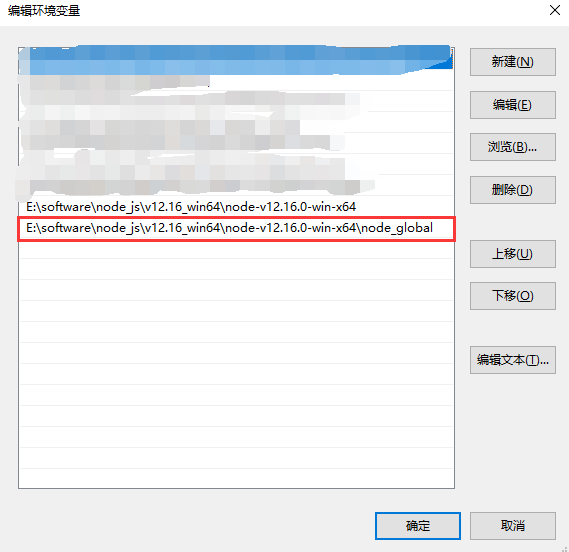 编辑环境变量
新建(N)
编辑(E)
浏览(B)...
删除(D)
E:\software\node_js\v12.16_win64\node-v12.16.0-win-x64
E:\software\node_js\v12.16_win64\node-v12.16.0-win-x64\node_global
上移(U)
下移(O)
编辑文本(T)...
确定
取消